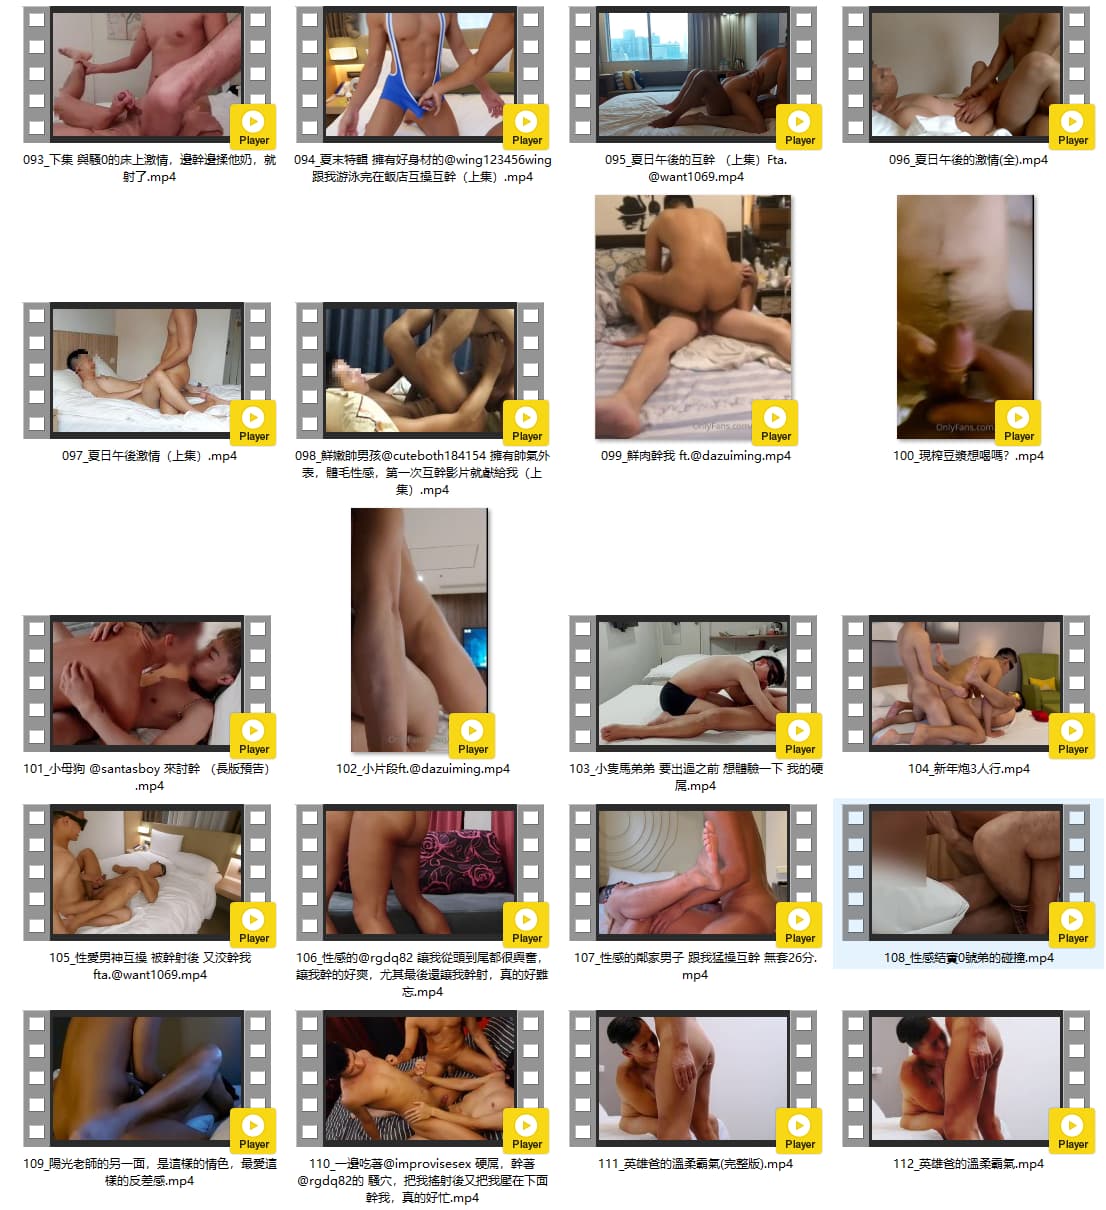 Player
Player
Player
Player
093_下集 與騷0的床上激情，邊幹邊揉他奶，就
射了.mp4
094_夏末特輯 擁有好身材的@wing123456wing
跟我游泳完在飯店互操互幹（上集）.mp4
095_夏日午後的互幹 （上集）Fta.
@want1069.mp4
096_夏日午後的激情(全).mp4
Player
Player
OnlyFans.com
Player
OnlyFans.com
Player
097_夏日午後激情（上集）.mp4
098_鮮嫩帥男孩@cuteboth184154 擁有帥氣外
表，體毛性感，第一次互幹影片就獻給我（上
集）.mp4
099_鮮肉幹我 ft.@dazuiming.mp4
100_現榨豆漿想喝嗎？.mp4
Player
Player
Player
Player
101_小母狗 @santasboy 來討幹 （長版預告）
.mp4
102_小片段ft.@dazuiming.mp4
103_小隻馬弟弟 要出遊之前 想體驗一下 我的硬
屌.mp4
104_新年炮3人行.mp4
Player
Player
Player
Player
105_性愛男神互操 被幹射後 又沒幹我
fta.@want1069.mp4
106_性感的@rgdq82 讓我從頭到尾都很興奮，
讓我幹的好爽，尤其最後還讓我幹射，真的好難
忘.mp4
107_性感的鄰家男子 跟我猛操互幹 無套26分.
mp4
108_性感結實0號弟的碰撞.mp4
Player
Player
Player
Player
109_陽光老師的另一面，是這樣的情色，最愛這
樣的反差感.mp4
110_一邊吃著@improvisesex 硬屌，幹著
@rgdq82的 騷穴，把我搖射後又把我壓在下面
幹我，真的好忙.mp4
111_英雄爸的溫柔霸氣(完整版).mp4
112_英雄爸的溫柔霸氣.mp4